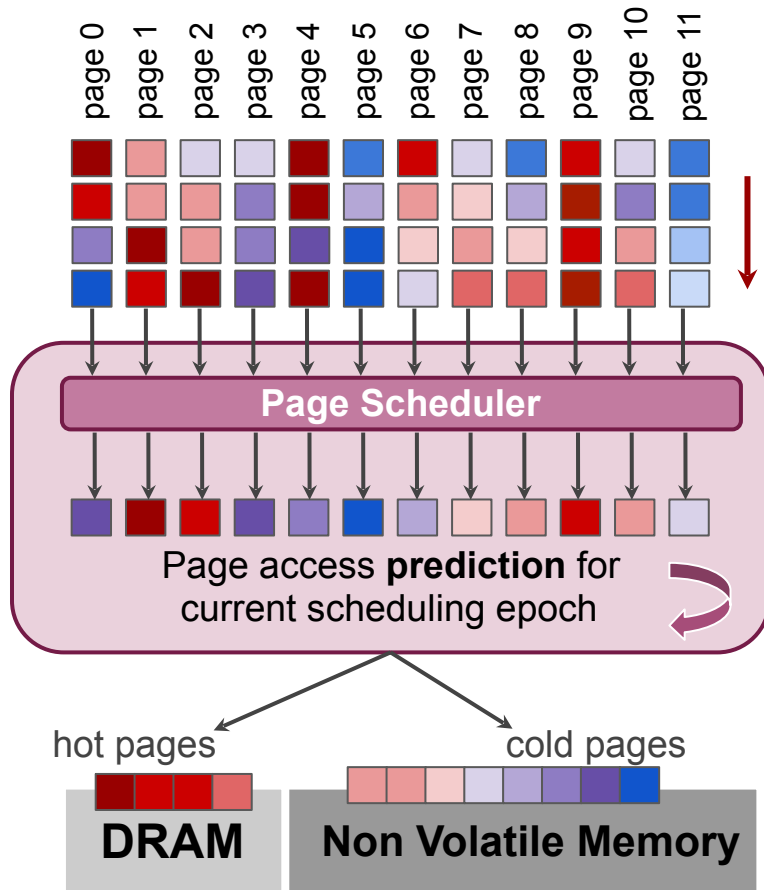 page 0
page 1
page 2
page 3
page 4
page 5
page 6
page 7
page 8
page 9
page 10
page 11
Page Scheduler
Page access prediction for
current scheduling epoch
hot pages
cold pages
DRAM
Non Volatile Memory